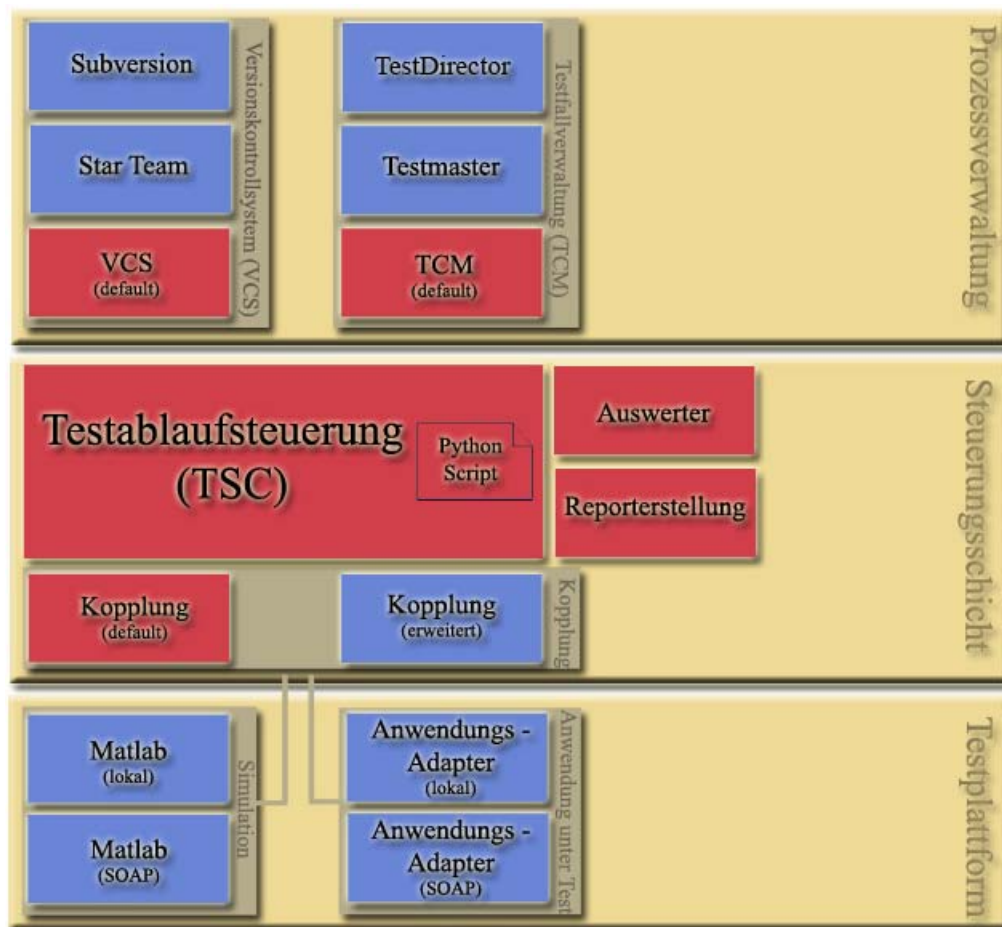 Subversion
Star Team
VCS
(default)
Versionskontrollsystem (VCS)
TestDirector
Testmaster
TCM
(default)
Testfallverwaltung (TCM)
Prozessverwaltung
Testablaufsteuerung
(TSC)
Python
Script
Auswerter
Reporterstellung
Kopplung
(default)
Kopplung
(erweitert)
Kopplung
Steuerungsschicht
Matlab
(lokal)
Matlab
(SOAP)
Simulation
Anwendungs -
Adapter
(lokal)
Anwendungs -
Adapter
(SOAP)
Anwendung unter Test
Testplattform